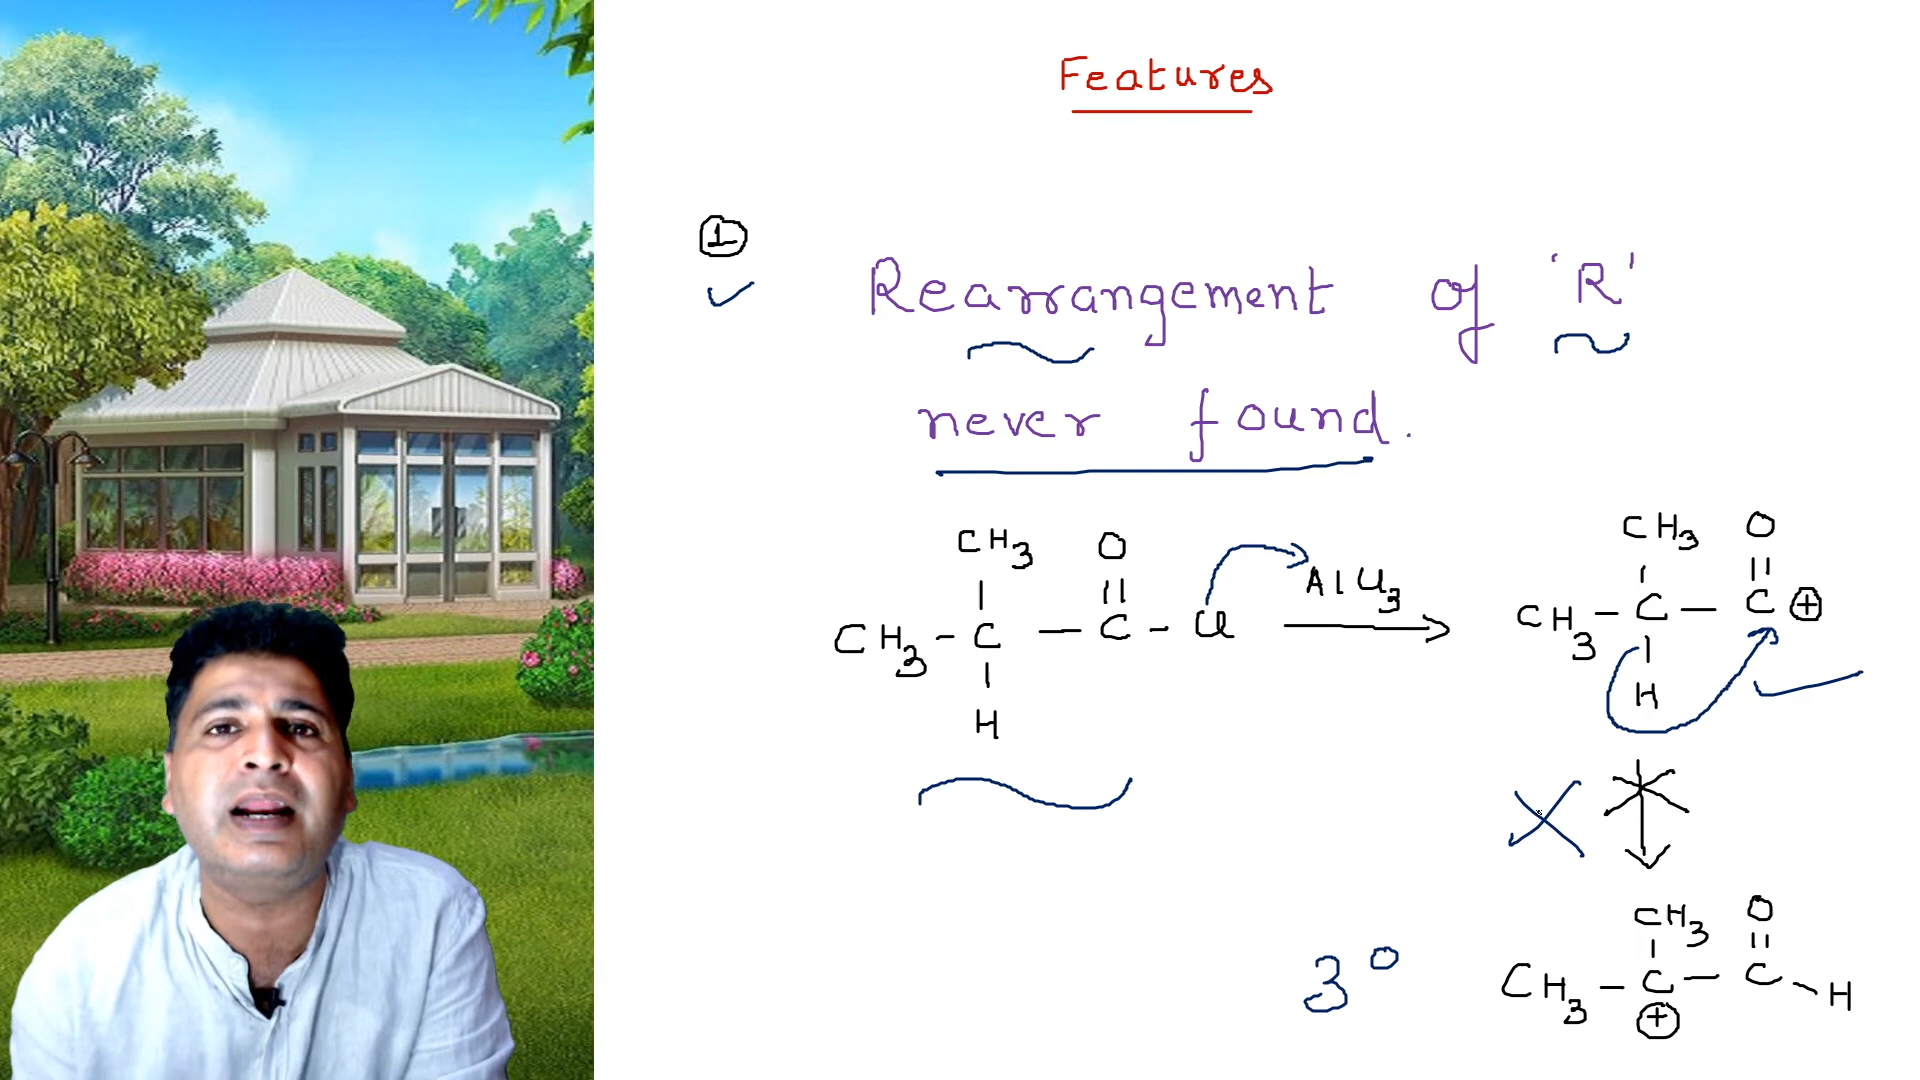 Features
1
Rearrangement of 'R'
never found.
CH3 O
|| 
CH3 - C — C - Cl
|
H
AlCl3
CH3 O
||
CH3 - C — C +
|
H
3°
CH3 O
||
CH3 - C - C - H
+